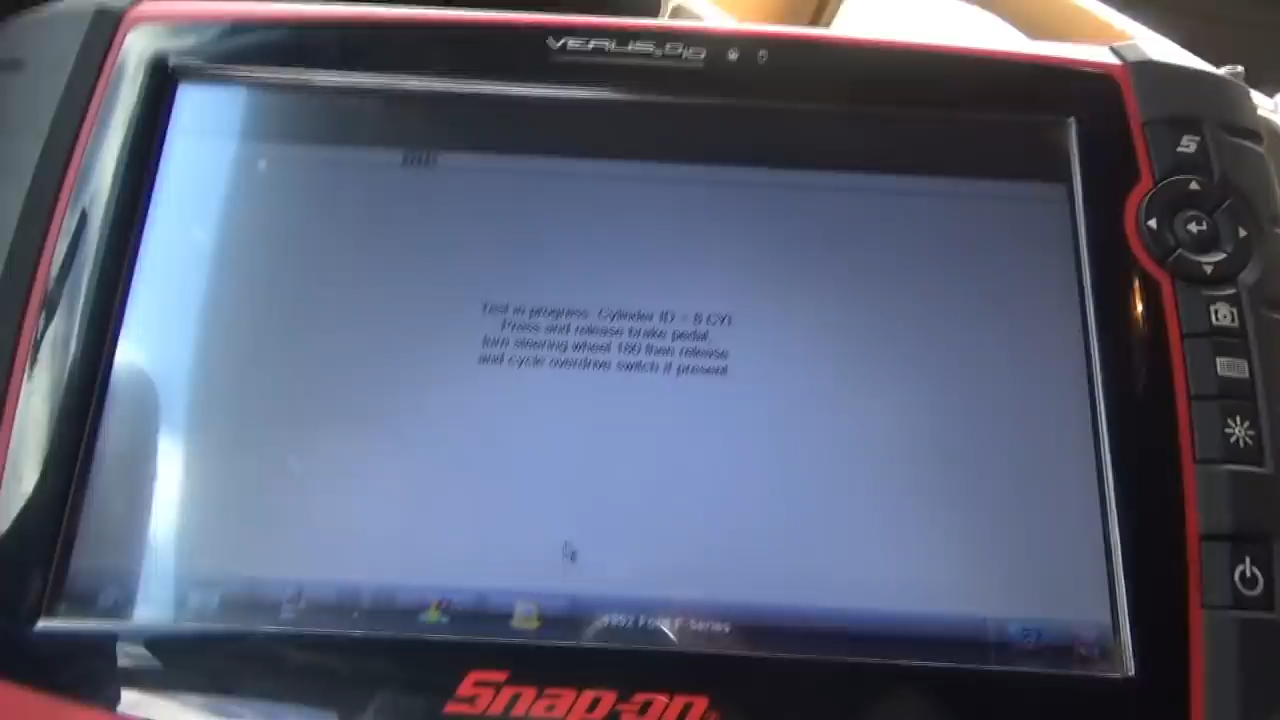 VERUS PRO
Test in progress. Cylinder ID = 8 CYl
Press and release brake pedal,
turn steering wheel 180 then release
and cycle overdrive switch if present
1992 Ford F Series
Snap-on